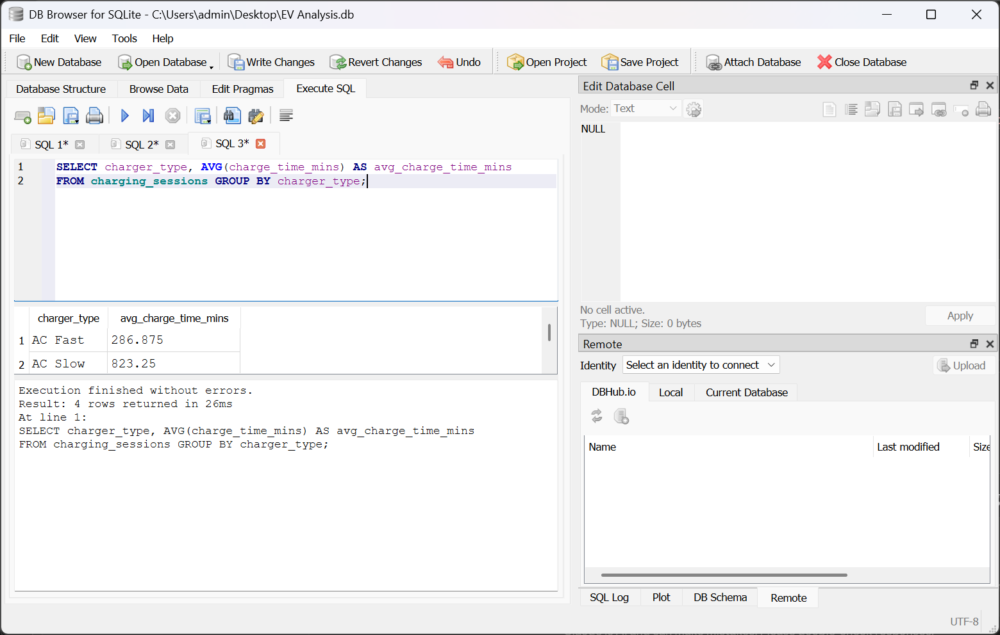 DB Browser for SQLite - C:\Users\admin\Desktop\EV Analysis.db
File Edit View Tools Help
New Database Open Database Write Changes Revert Changes Undo Open Project Save Project Attach Database Close Database
Database Structure Browse Data Edit Pragmas Execute SQL
SQL 1* SQL 2* SQL 3*
1 SELECT charger_type, AVG(charge_time_mins) AS avg_charge_time_mins
2 FROM charging_sessions GROUP BY charger_type;
charger_type avg_charge_time_mins
1 AC Fast 286.875
2 AC Slow 823.25
Execution finished without errors.
Result: 4 rows returned in 26ms
At line 1:
SELECT charger_type, AVG(charge_time_mins) AS avg_charge_time_mins
FROM charging_sessions GROUP BY charger_type;
Edit Database Cell
Mode: Text
NULL
No cell active.
Type: NULL; Size: 0 bytes
Apply
Remote
Identity Select an identity to connect Upload
DBHub.io Local Current Database
Name Last modified Size
SQL Log Plot DB Schema Remote
UTF-8